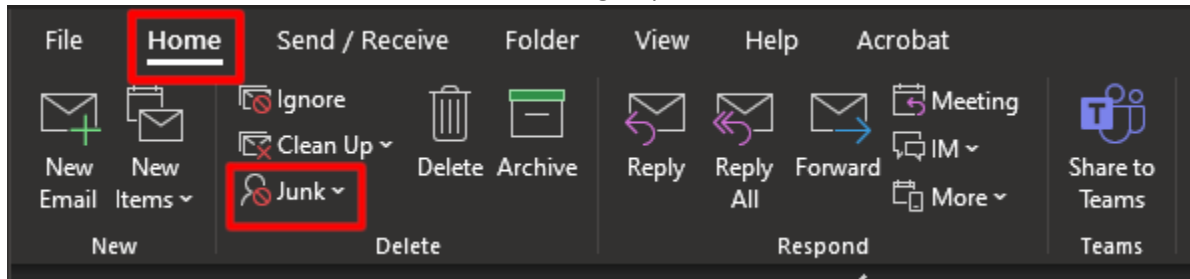 File Home Send / Receive Folder View Help Acrobat
New Email
New Items
Ignore
Clean Up
Junk
Delete
Archive
Reply
Reply All
Forward
Meeting
IM
More
Share to Teams
New Delete Respond Teams